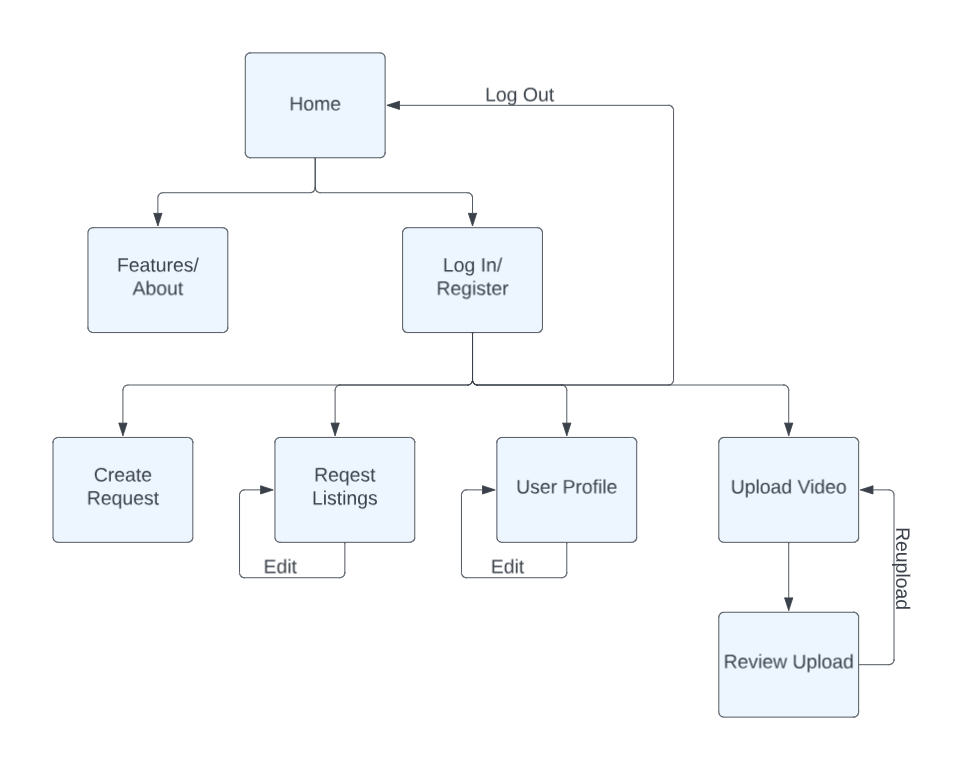 Home
Log Out
Features/
About
Log In/
Register
Create
Request
Reqest
Listings
User Profile
Upload Video
Edit
Edit
Reupload
Review Upload